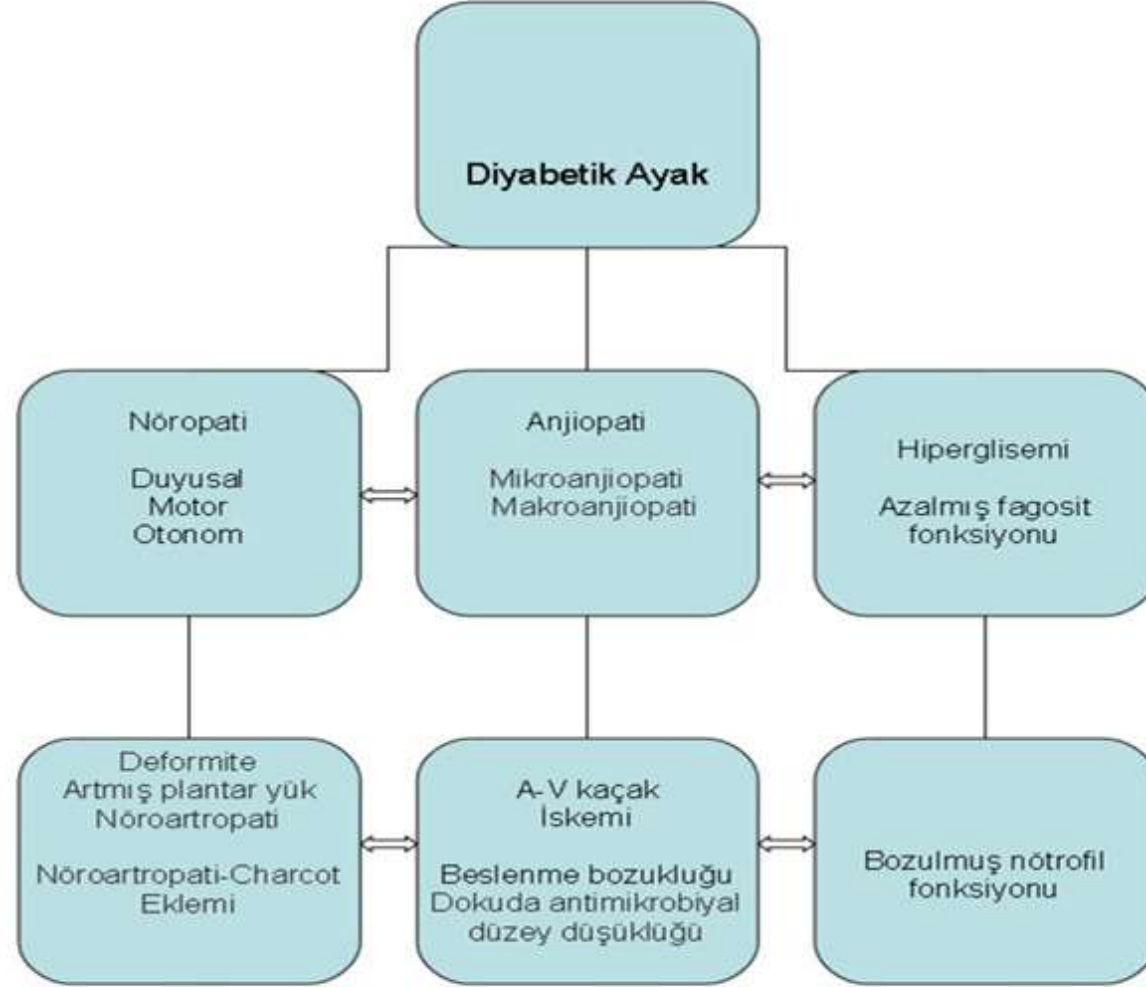 Diyabetik Ayak
Nöropati
Duyusal
Motor
Otonom
Anjiopati
Mikroanjiopati
Makroanjiopati
Hiperglisemi
Azalmış fagosit
fonksiyonu
Deformite
Artmış plantar yük
Nöroartropati
Nöroartropati-Charcot
Eklemi
A-V kaçak
İskemi
Beslenme bozukluğu
Dokuda antimikrobiyal
düzey düşüklüğü
Bozulmuş nötrofil
fonksiyonu